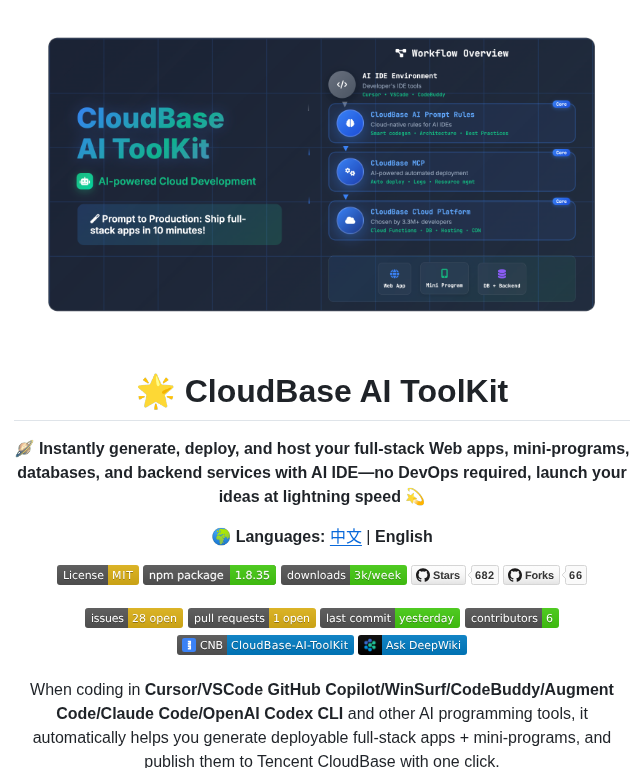 Workflow Overview
AI IDE Environment
Developer's IDE tools
Cursor • VSCode • CodeBuddy
Core
CloudBase AI Prompt Rules
Cloud-native rules for AI IDEs
Smart codegen • Architecture • Best Practices
CloudBase
AI ToolKit
AI-powered Cloud Development
Prompt to Production: Ship full-
stack apps in 10 minutes!
Core
CloudBase MCP
AI-powered automated deployment
Auto deploy • Logs • Resource mgmt
Core
CloudBase Cloud Platform
Chosen by 3.3M+ developers
Cloud Functions • DB • Hosting • CDN
Web App
Mini Program
DB + Backend
🌟 CloudBase AI ToolKit
🪐 Instantly generate, deploy, and host your full-stack Web apps, mini-programs,
databases, and backend services with AI IDE—no DevOps required, launch your
ideas at lightning speed 💫
🌍 Languages: 中文 | English
License MIT npm package 1.8.35 downloads 3k/week Stars 682 Forks 66
issues 28 open pull requests 1 open last commit yesterday contributors 6
CNB CloudBase-AI-ToolKit Ask DeepWiki
When coding in Cursor/VSCode GitHub Copilot/WinSurf/CodeBuddy/Augment
Code/Claude Code/OpenAI Codex CLI and other AI programming tools, it
automatically helps you generate deployable full-stack apps + mini-programs, and
publish them to Tencent CloudBase with one click.